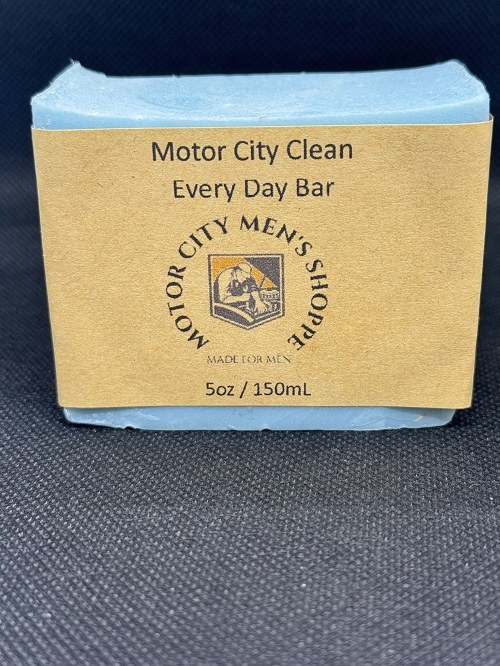 Motor City Clean
Every Day Bar
MOTOR CITY MEN'S SHOPPE
MADE FOR MEN
5oz / 150mL